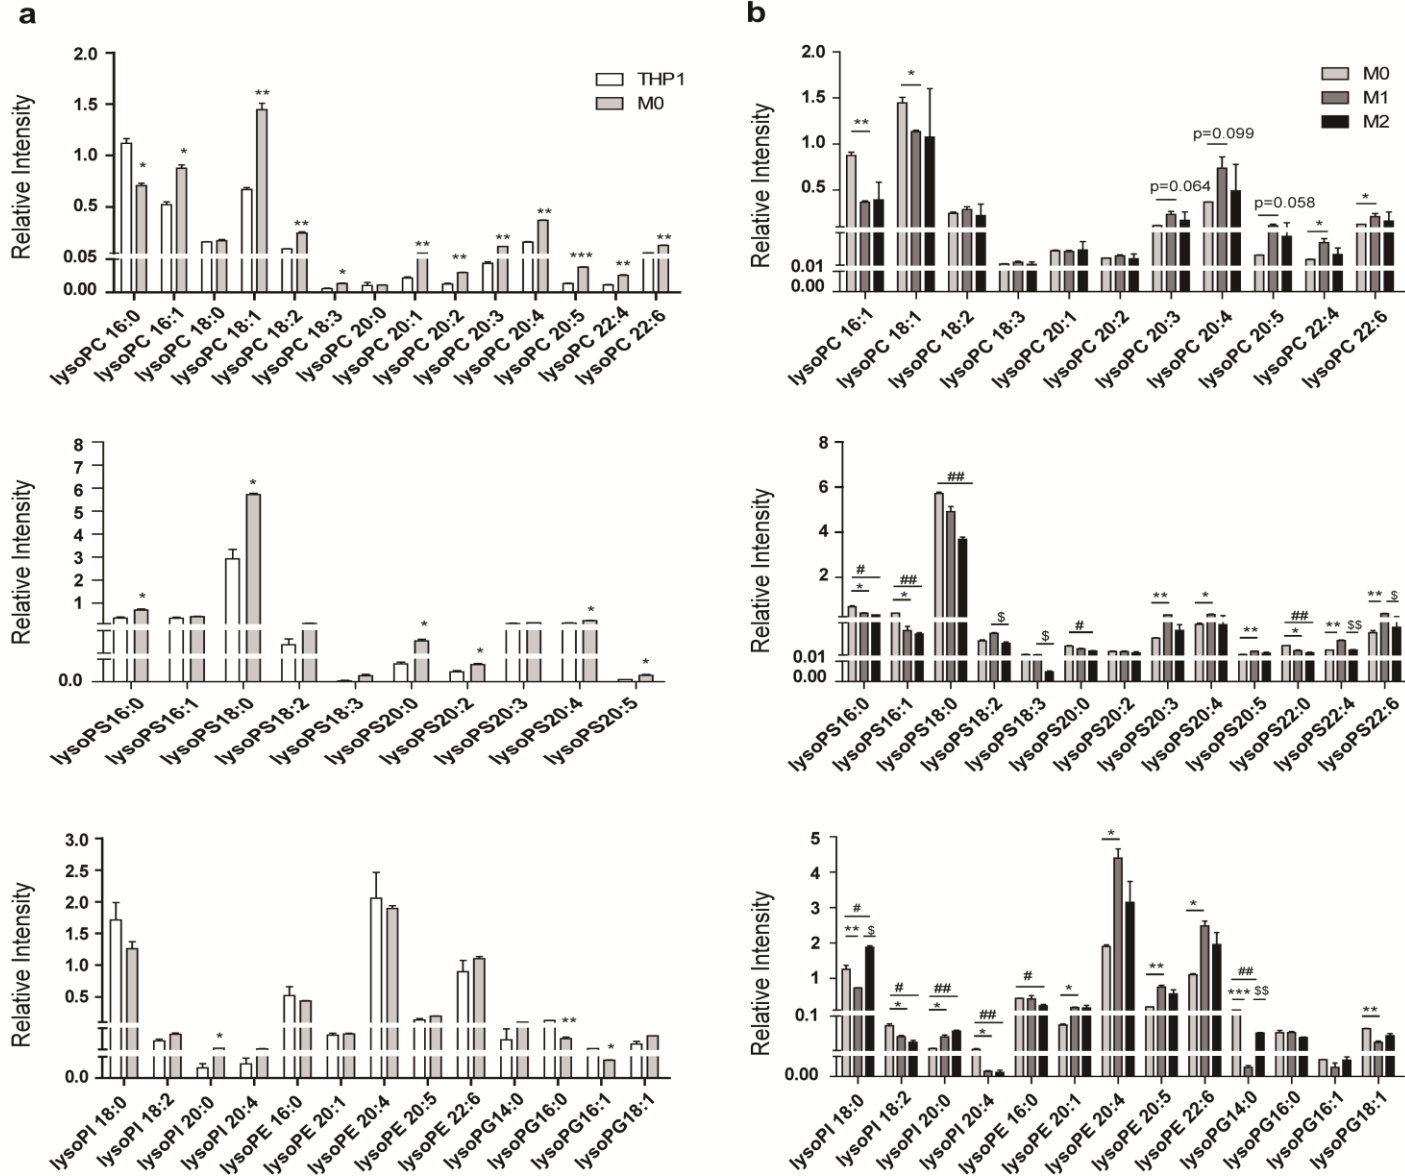 a
2.0
1.5
1.0
0.5
0.05
0.00
Relative Intensity
THP1
M0
*
*
**
**
*
**
**
**
**
***
**
**
lysoPC 16:0
lysoPC 16:1
lysoPC 18:0
lysoPC 18:1
lysoPC 18:2
lysoPC 18:3
lysoPC 20:0
lysoPC 20:1
lysoPC 20:2
lysoPC 20:3
lysoPC 20:4
lysoPC 20:5
lysoPC 22:4
lysoPC 22:6
b
2.0
1.5
1.0
0.5
0.01
0.00
Relative Intensity
M0
M1
M2
**
*
p=0.064
p=0.099
p=0.058
*
*
lysoPC 16:1
lysoPC 18:1
lysoPC 18:2
lysoPC 18:3
lysoPC 20:1
lysoPC 20:2
lysoPC 20:3
lysoPC 20:4
lysoPC 20:5
lysoPC 22:4
lysoPC 22:6
8
7
6
5
4
3
2
1
0.0
Relative Intensity
*
*
*
*
*
*
lysoPS16:0
lysoPS16:1
lysoPS18:0
lysoPS18:2
lysoPS18:3
lysoPS20:0
lysoPS20:2
lysoPS20:3
lysoPS20:4
lysoPS20:5
8
6
4
2
0.01
0.00
Relative Intensity
#
*
##
*
##
$
$
#
**
*
**
##
*
** $$
** $
lysoPS16:0
lysoPS16:1
lysoPS18:0
lysoPS18:2
lysoPS18:3
lysoPS20:0
lysoPS20:2
lysoPS20:3
lysoPS20:4
lysoPS20:5
lysoPS22:0
lysoPS22:4
lysoPS22:6
3.0
2.5
2.0
1.5
1.0
0.5
0.0
Relative Intensity
*
**
*
lysoPI 18:0
lysoPI 18:2
lysoPI 20:0
lysoPI 20:4
lysoPE 16:0
lysoPE 20:1
lysoPE 20:4
lysoPE 20:5
lysoPE 22:6
lysoPG14:0
lysoPG16:0
lysoPG16:1
lysoPG18:1
5
4
3
2
1
0.1
0.00
Relative Intensity
#
** $
#
*
##
*
##
*
#
*
*
**
*
##
*** $$
**
lysoPI 18:0
lysoPI 18:2
lysoPI 20:0
lysoPI 20:4
lysoPE 16:0
lysoPE 20:1
lysoPE 20:4
lysoPE 20:5
lysoPE 22:6
lysoPG14:0
lysoPG16:0
lysoPG16:1
lysoPG18:1